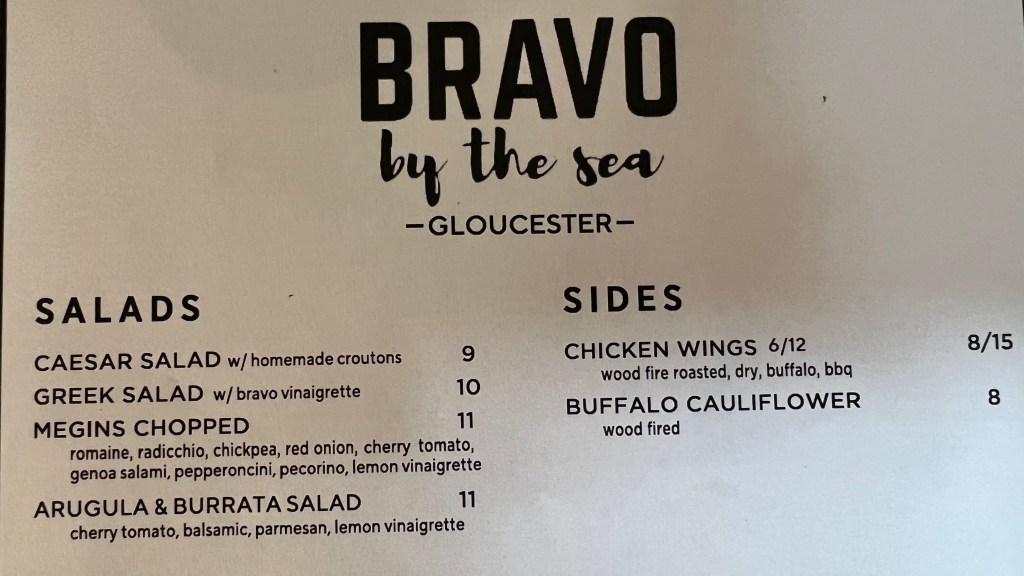 BRAVO
by the sea
—GLOUCESTER—
SALADS
CAESAR SALAD w/ homemade croutons 9
GREEK SALAD w/ bravo vinaigrette 10
MEGINS CHOPPED 11
romaine, radicchio, chickpea, red onion, cherry tomato,
genoa salami, pepperoncini, pecorino, lemon vinaigrette
ARUGULA & BURRATA SALAD 11
cherry tomato, balsamic, parmesan, lemon vinaigrette
SIDES
CHICKEN WINGS 6/12 8/15
wood fire roasted, dry, buffalo, bbq
BUFFALO CAULIFLOWER 8
wood fired